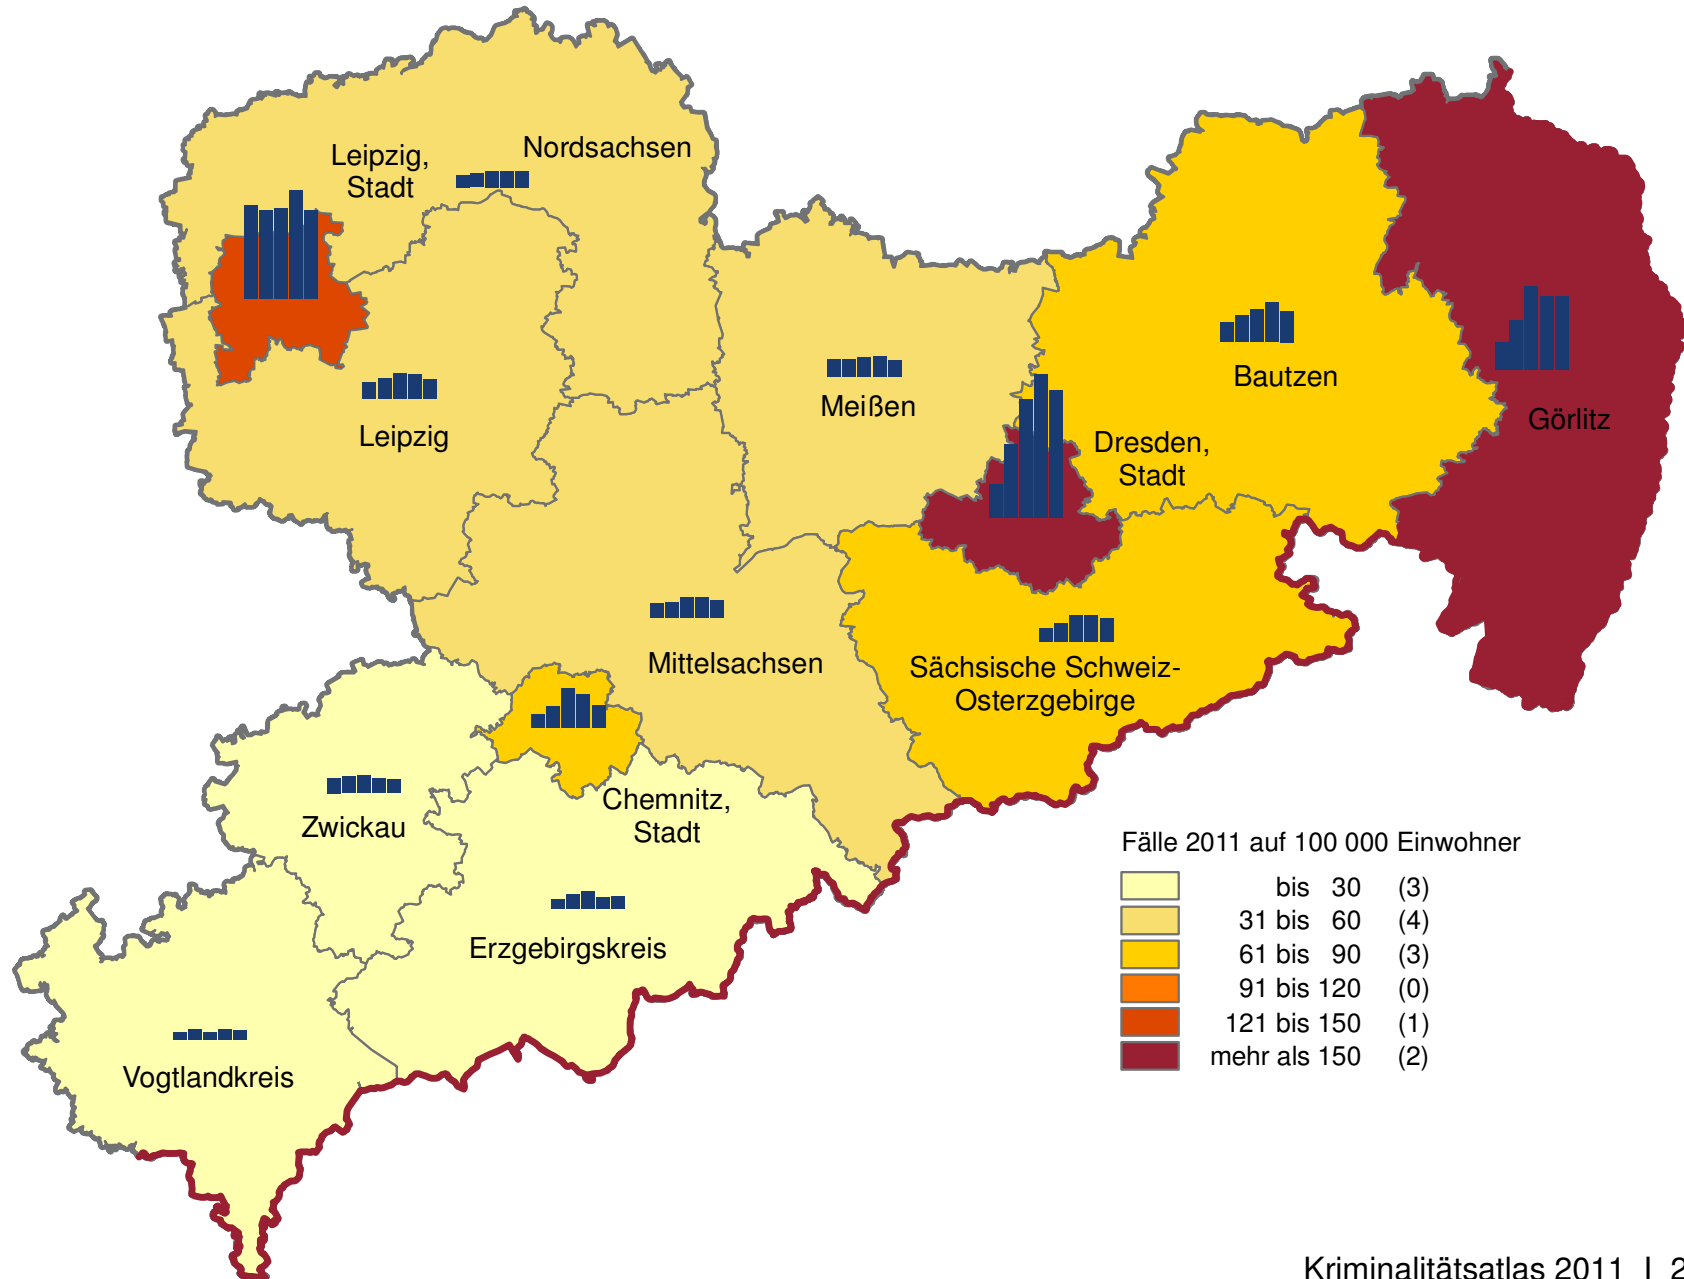 Leipzig,
Stadt
Nordsachsen
Leipzig
Meißen
Bautzen
Görlitz
Dresden,
Stadt
Mittelsachsen
Sächsische Schweiz-
Osterzgebirge
Chemnitz,
Stadt
Zwickau
Erzgebirgskreis
Vogtlandkreis
Fälle 2011 auf 100 000 Einwohner
bis 30 (3)
31 bis 60 (4)
61 bis 90 (3)
91 bis 120 (0)
121 bis 150 (1)
mehr als 150 (2)
Kriminalitätsatlas 2011 I 2